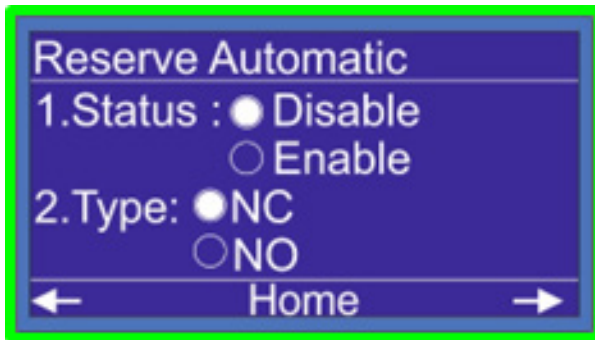 Reserve Automatic
1.Status : Disable
Enable
2.Type: NC
NO
Home